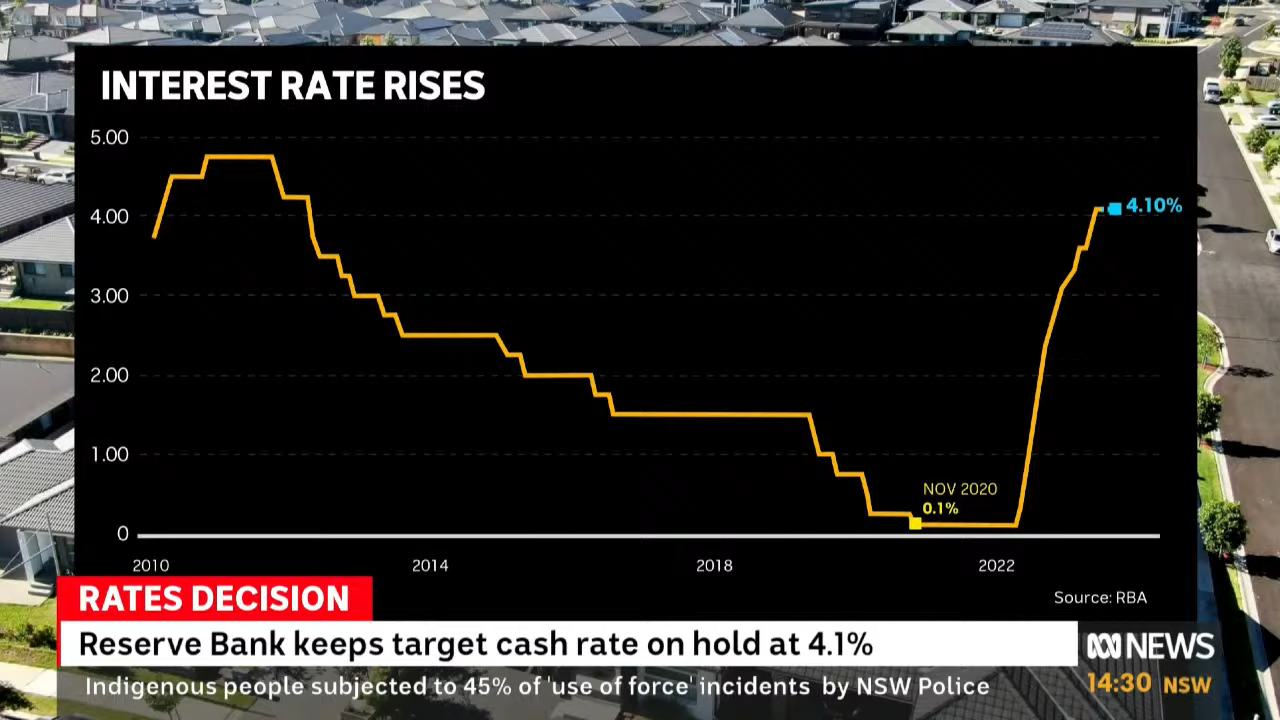 INTEREST RATE RISES
5.00
4.00
4.10%
3.00
2.00
1.00
NOV 2020
0.1%
0
2010 2014 2018 2022
Source: RBA
RATES DECISION
Reserve Bank keeps target cash rate on hold at 4.1%
NEWS
Indigenous people subjected to 45% of 'use of force' incidents by NSW Police
14:30 NSW